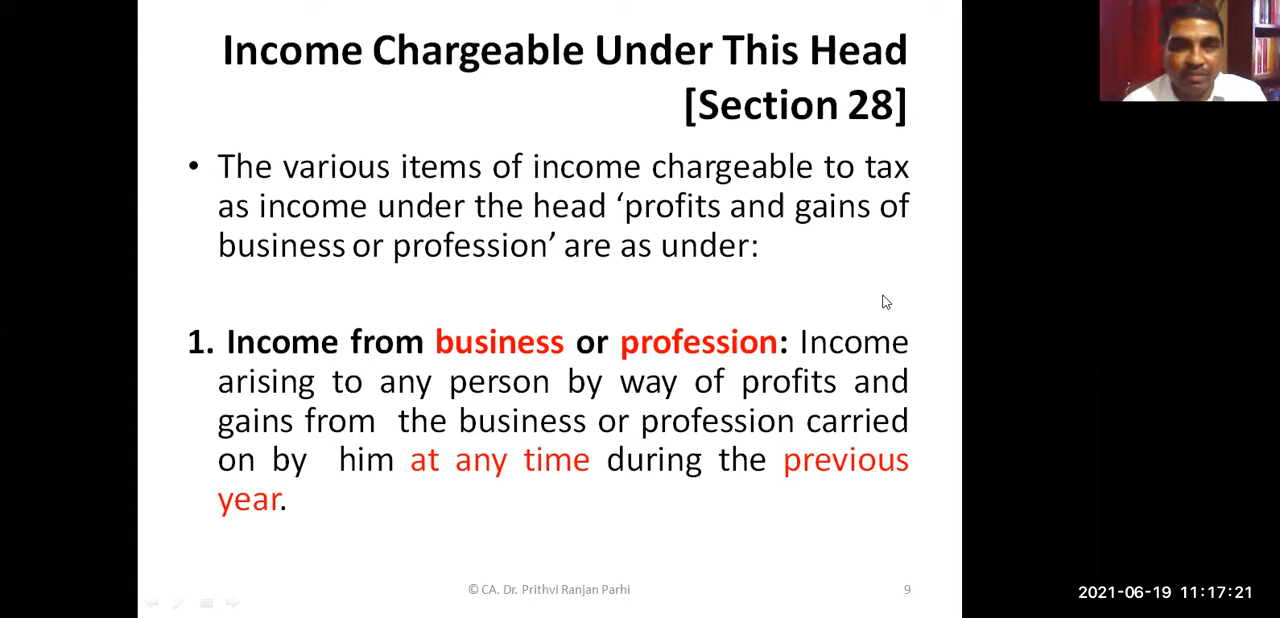 Income Chargeable Under This Head
[Section 28]
• The various items of income chargeable to tax
as income under the head ‘profits and gains of
business or profession’ are as under:
1. Income from business or profession: Income
arising to any person by way of profits and
gains from the business or profession carried
on by him at any time during the previous
year.
© CA. Dr. Prithvi Ranjan Parhi
9
2021-06-19 11:17:21